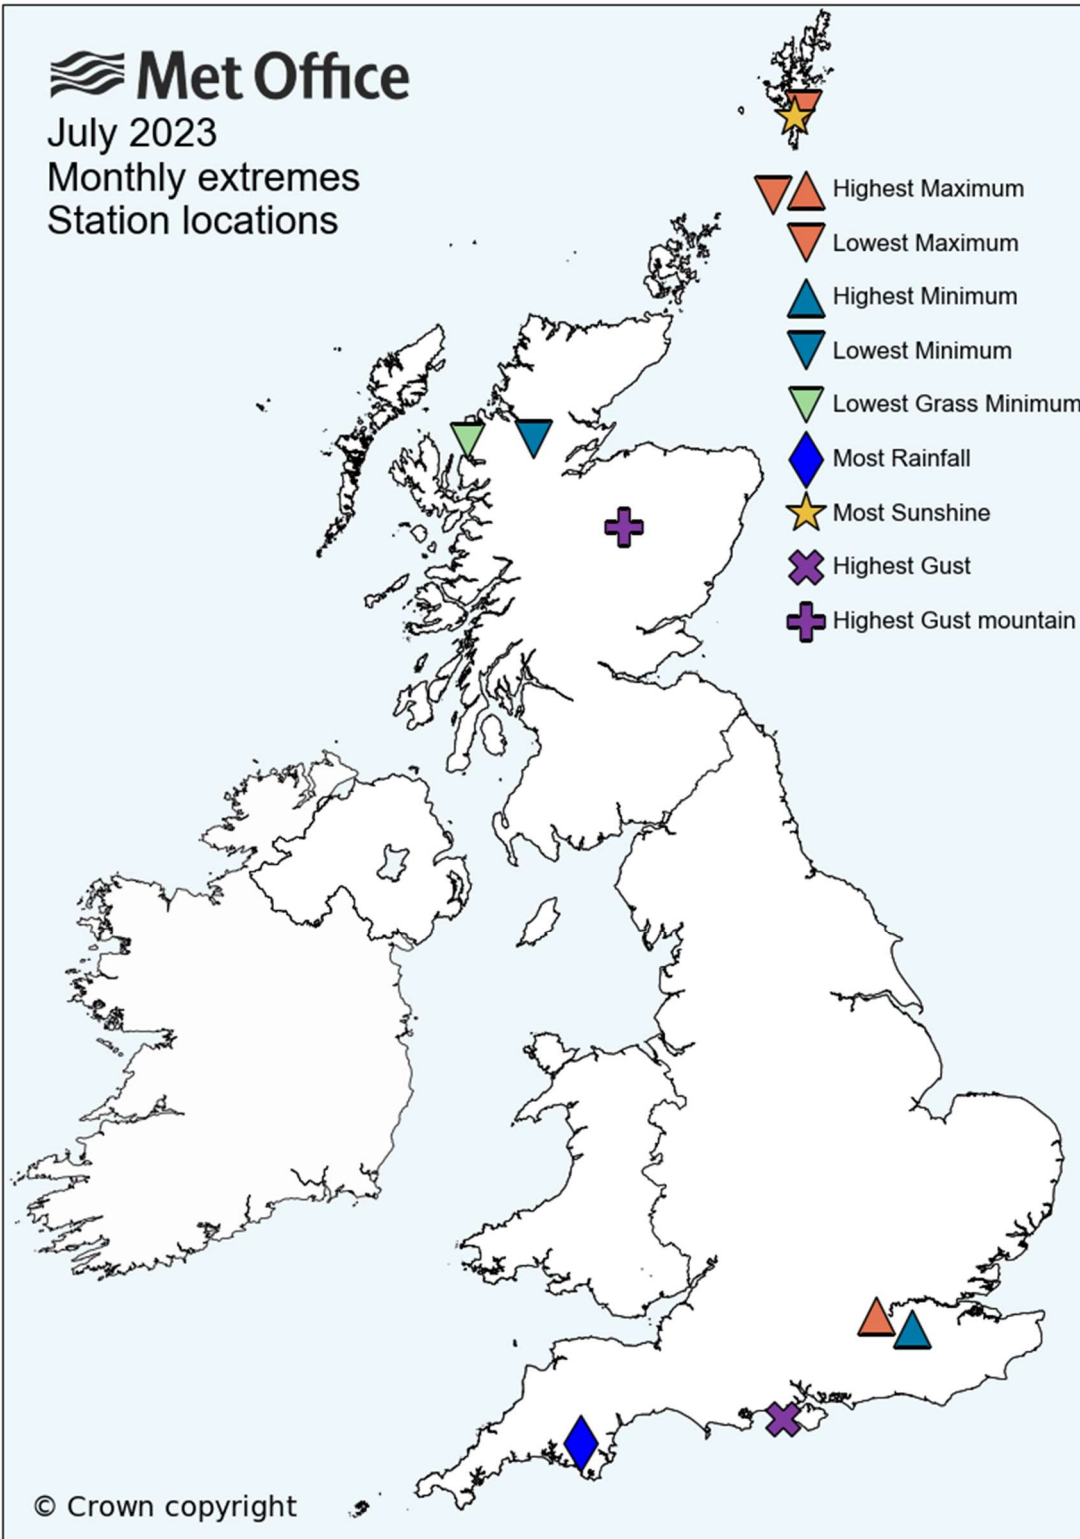 Met Office
July 2023
Monthly extremes
Station locations
Highest Maximum
Lowest Maximum
Highest Minimum
Lowest Minimum
Lowest Grass Minimum
Most Rainfall
Most Sunshine
Highest Gust
Highest Gust mountain
© Crown copyright